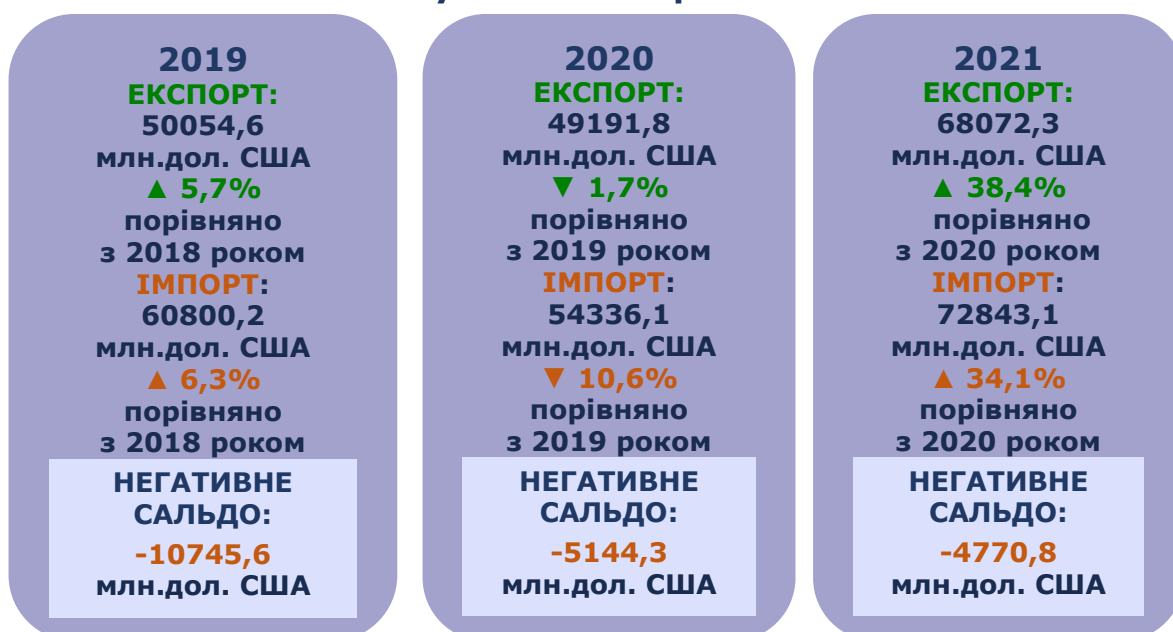 2019
ЕКСПОРТ:
50054,6
млн.дол. США
▲ 5,7%
порівняно
з 2018 роком
ІМПОРТ:
60800,2
млн.дол. США
▲ 6,3%
порівняно
з 2018 роком
НЕГАТИВНЕ
САЛЬДО:
-10745,6
млн.дол. США
2020
ЕКСПОРТ:
49191,8
млн.дол. США
▼ 1,7%
порівняно
з 2019 роком
ІМПОРТ:
54336,1
млн.дол. США
▼ 10,6%
порівняно
з 2019 роком
НЕГАТИВНЕ
САЛЬДО:
-5144,3
млн.дол. США
2021
ЕКСПОРТ:
68072,3
млн.дол. США
▲ 38,4%
порівняно
з 2020 роком
ІМПОРТ:
72843,1
млн.дол. США
▲ 34,1%
порівняно
з 2020 роком
НЕГАТИВНЕ
САЛЬДО:
-4770,8
млн.дол. США